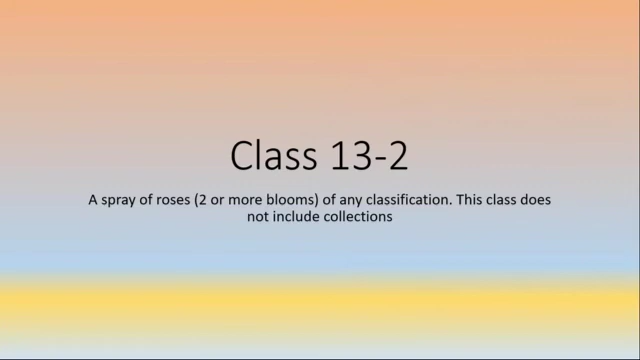 Class 13-2
A spray of roses (2 or more blooms) of any classification. This class does
not include collections